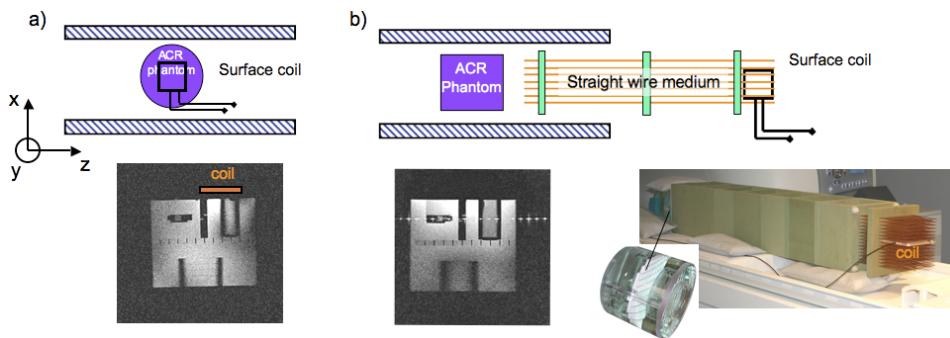 a)
ACR
phantom
Surface coil
x
y
z
coil
b)
ACR
Phantom
Straight wire medium
Surface coil
coil